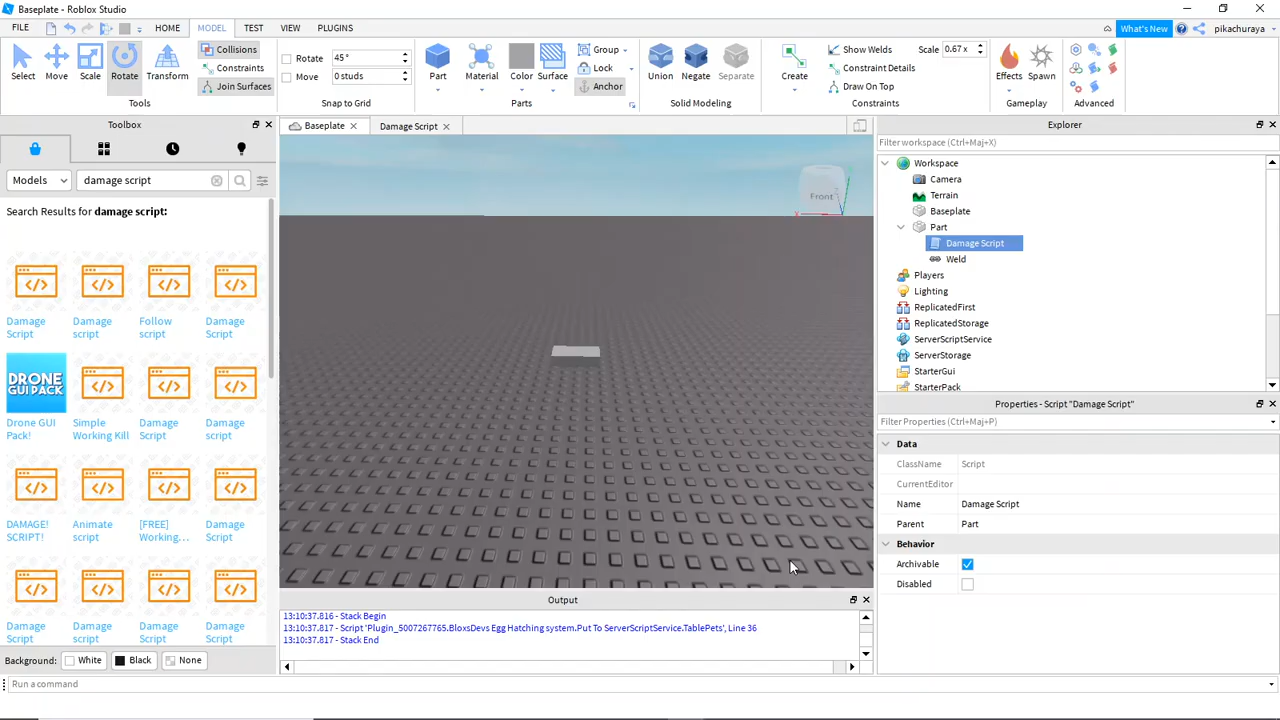 Baseplate - Roblox Studio
FILE HOME MODEL TEST VIEW PLUGINS What's New pikachuraya
Select Move Scale Rotate Transform
Collisions
Constraints
Join Surfaces
Tools
Rotate 45°
Move 0 studs
Snap to Grid
Part Material Color Surface
Group
Lock
Anchor
Parts
Union Negate Separate
Solid Modeling
Create
Show Welds Scale 0.67 x
Constraint Details
Draw On Top
Constraints
Effects Spawn
Gameplay
Advanced
Toolbox
Models damage script
Search Results for damage script:
Damage Script
Damage script
Follow script
Damage Script
DRONE GUI PACK
Drone GUI Pack!
Simple Working Kill
Damage Script
Damage script
DAMAGE! SCRIPT!
Animate script
[FREE] Working...
Damage Script
Damage Script
Damage script
Damage Script
Damage Script
Background: White Black None
Baseplate Damage Script
Front
X
Output
13:10:37.816 - Stack Begin
13:10:37.817 - Script 'Plugin_5007267765.BloxsDevs Egg Hatching system.Put To ServerScriptService.TablePets', Line 36
13:10:37.817 - Stack End
Run a command
Explorer
Filter workspace (Ctrl+Maj+X)
Workspace
Camera
Terrain
Baseplate
Part
Damage Script
Weld
Players
Lighting
ReplicatedFirst
ReplicatedStorage
ServerScriptService
ServerStorage
StarterGui
StarterPack
Properties - Script "Damage Script"
Filter Properties (Ctrl+Maj+P)
Data
ClassName Script
CurrentEditor
Name Damage Script
Parent Part
Behavior
Archivable
Disabled